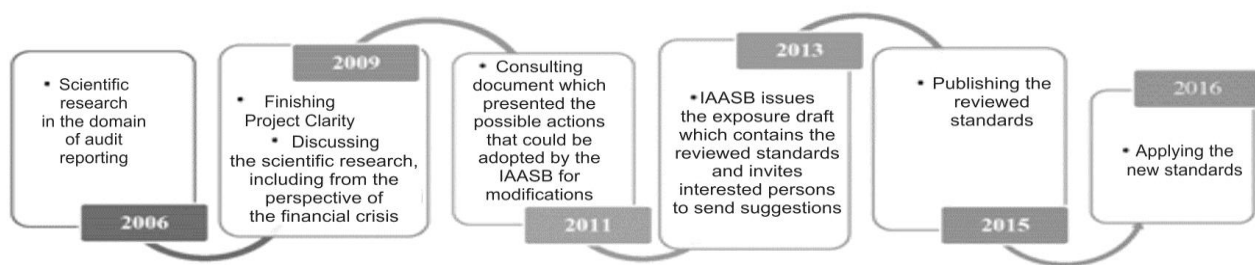 • Scientific
research
in the domain
of audit
reporting
2006
2009
• Finishing
Project Clarity
• Discussing
the scientific research,
including from the
perspective of
the financial crisis
• Consulting
document which
presented the
possible actions
that could be
adopted by the
IAASB for
modifications
2011
2013
• IAASB issues
the exposure draft
which contains the
reviewed standards
and invites
interested persons
to send suggestions
• Publishing the
reviewed
standards
2015
2016
• Applying the
new standards